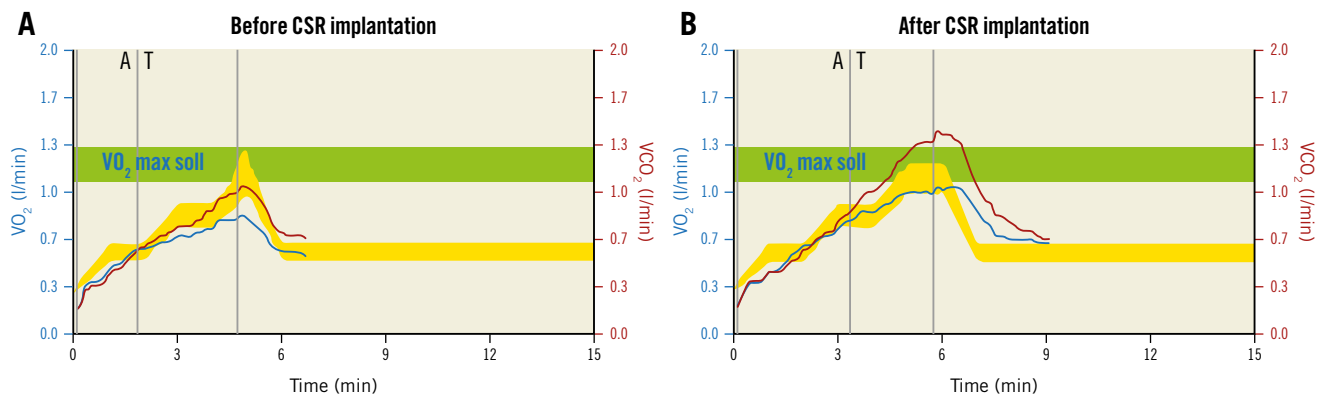 A
Before CSR implantation
2.0
1.7
1.3
1.0
0.7
0.3
0.0
VO2 (l/min)
A T
VO2 max soll
2.0
1.7
1.3
1.0
0.7
0.3
0.0
VCO2 (l/min)
0 3 6 9 12 15
Time (min)
B
After CSR implantation
2.0
1.7
1.3
1.0
0.7
0.3
0.0
VO2 (l/min)
A T
VO2 max soll
2.0
1.7
1.3
1.0
0.7
0.3
0.0
VCO2 (l/min)
0 3 6 9 12 15
Time (min)